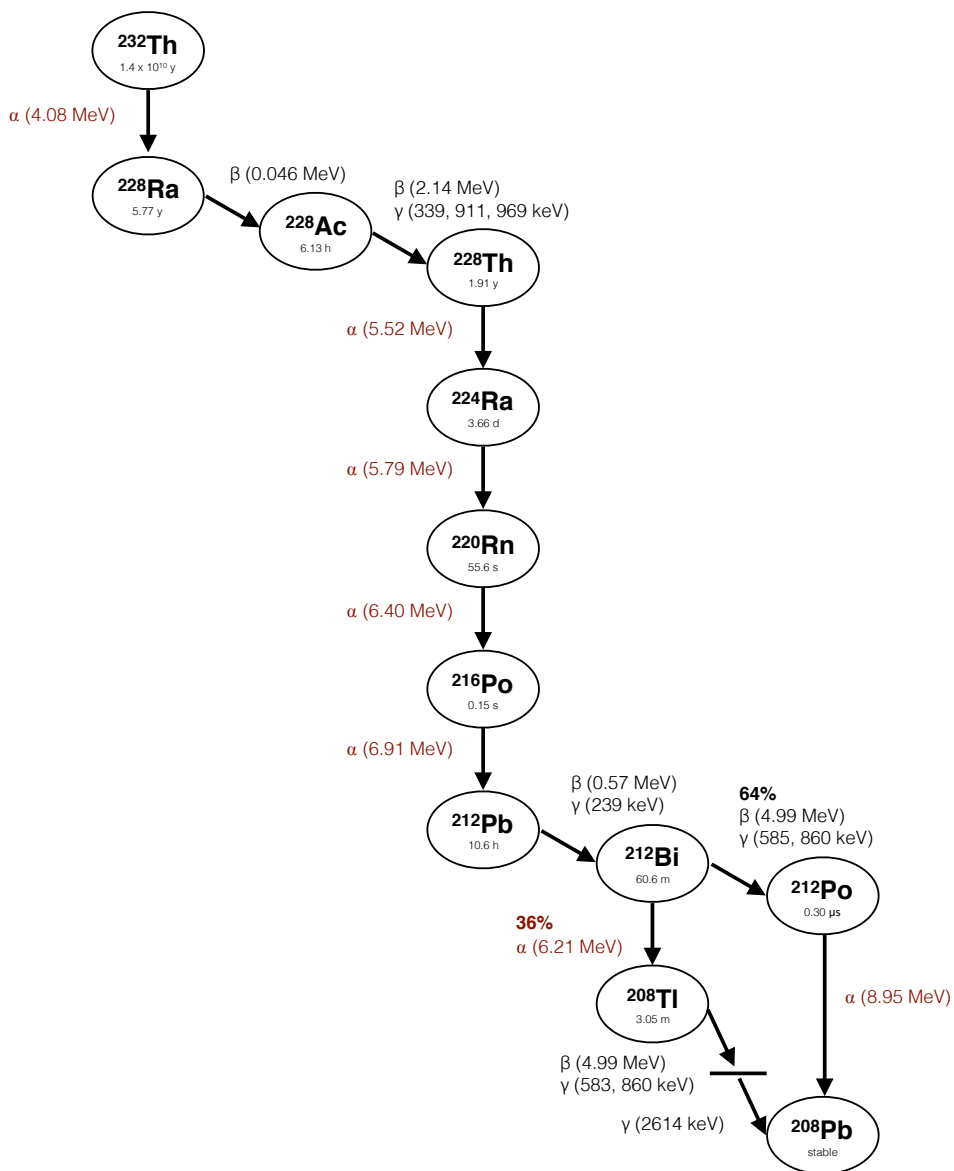 ²³²Th
1.4 x 10¹⁰ y
α (4.08 MeV)
²²⁸Ra
5.77 y
β (0.046 MeV)
²²⁸Ac
6.13 h
β (2.14 MeV)
γ (339, 911, 969 keV)
²²⁸Th
1.91 y
α (5.52 MeV)
²²⁴Ra
3.66 d
α (5.79 MeV)
²²⁰Rn
55.6 s
α (6.40 MeV)
²¹⁶Po
0.15 s
α (6.91 MeV)
²¹²Pb
10.6 h
β (0.57 MeV)
γ (239 keV)
²¹²Bi
60.6 m
64%
β (4.99 MeV)
γ (585, 860 keV)
²¹²Po
0.30 µs
36%
α (6.21 MeV)
²⁰⁸Tl
3.05 m
α (8.95 MeV)
β (4.99 MeV)
γ (583, 860 keV)
γ (2614 keV)
²⁰⁸Pb
stable